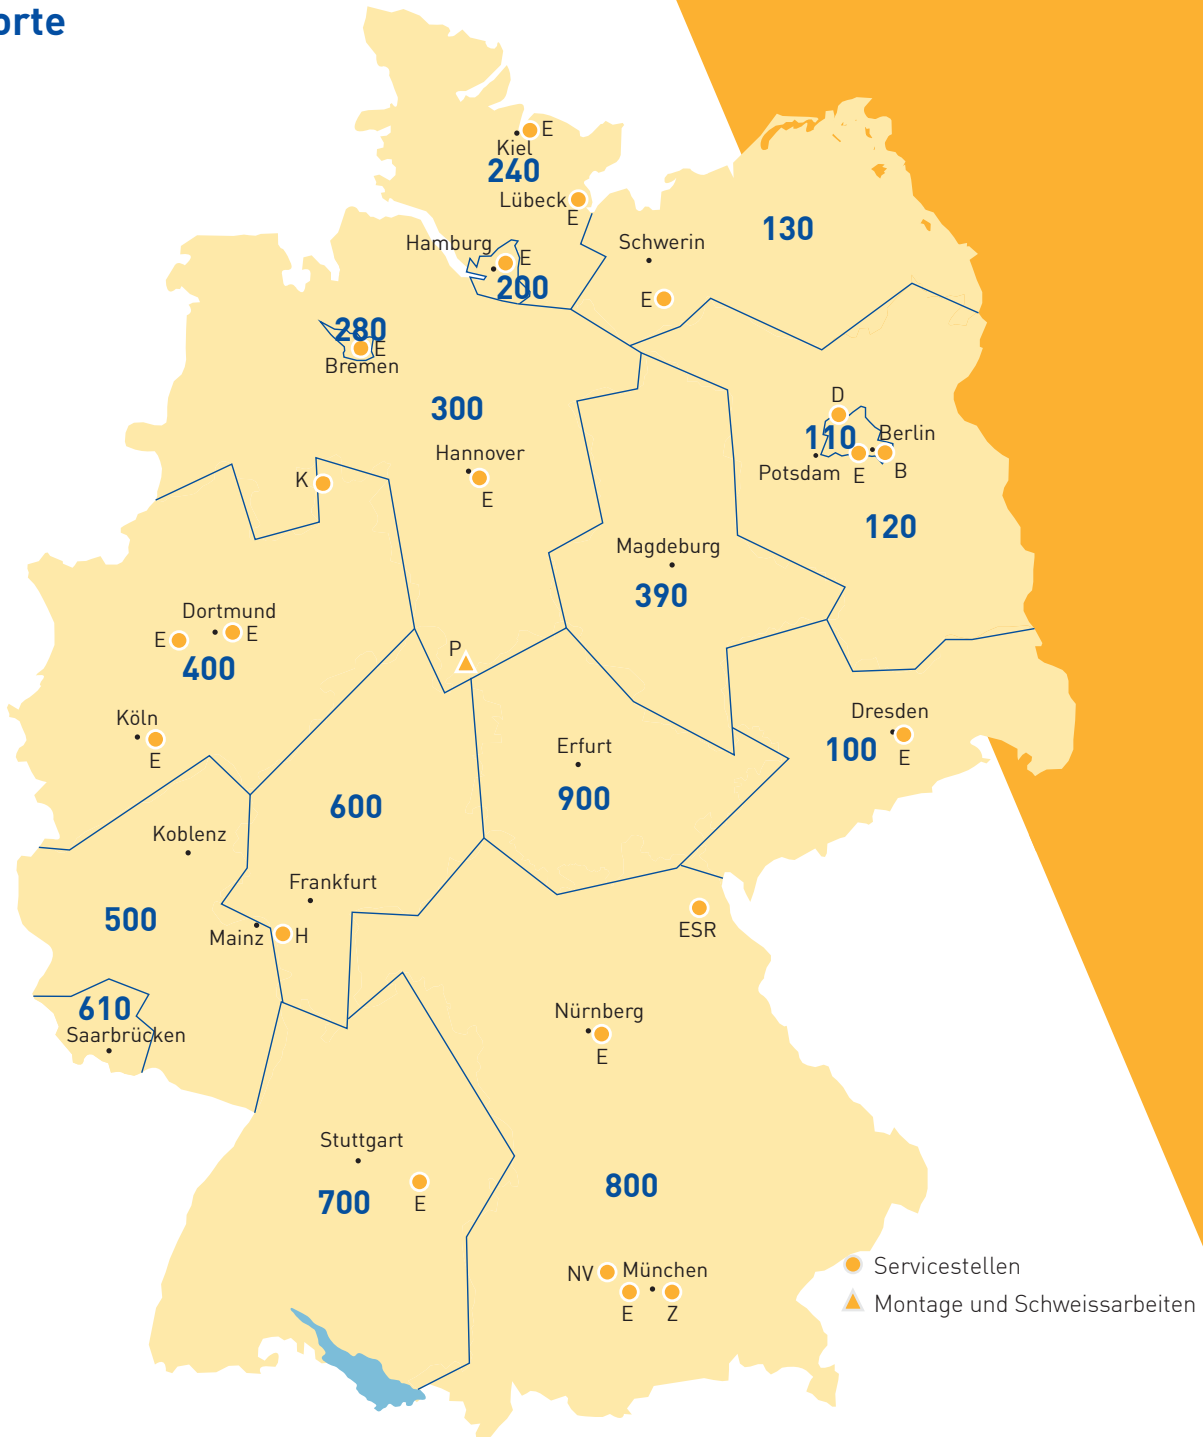 orte
E
Kiel
240
Lübeck
E
130
Hamburg
E
Schwerin
200
E
280
E
Bremen
D
300
110
Berlin
Hannover
Potsdam
E
B
K
E
120
Magdeburg
390
Dortmund
E
E
P
400
Köln
Dresden
E
Erfurt
100
E
900
600
Koblenz
Frankfurt
500
Mainz
H
ESR
610
Nürnberg
Saarbrücken
E
Stuttgart
700
E
800
NV
München
E
Z
Servicestellen
Montage und Schweissarbeiten